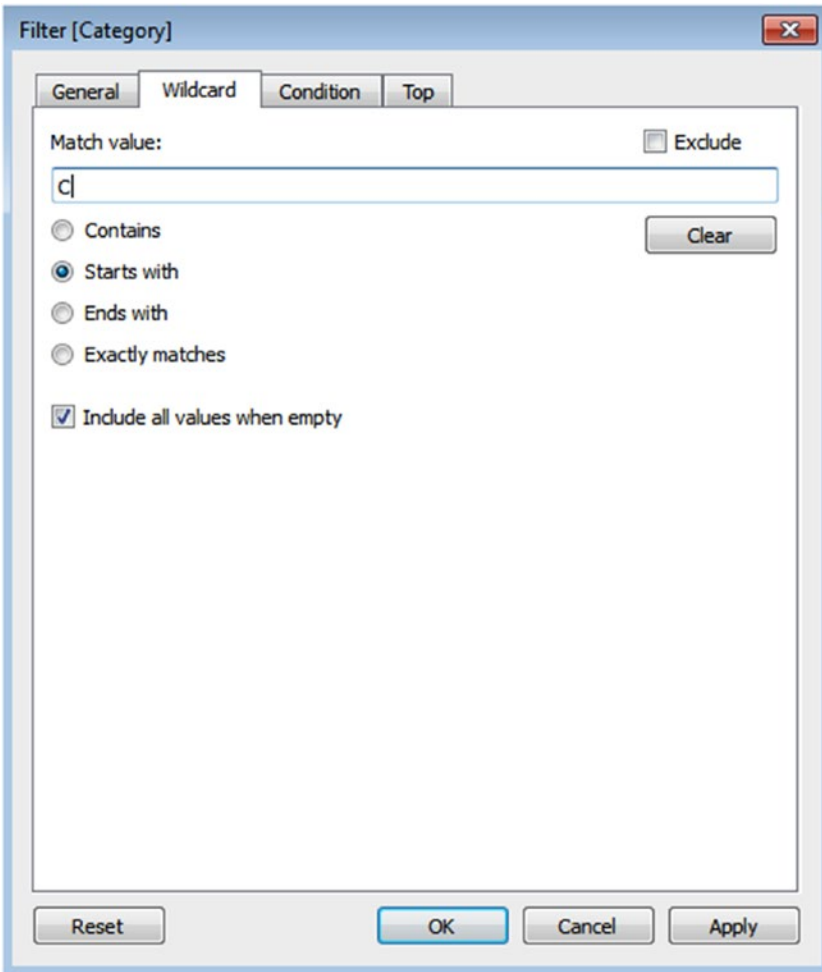 Filter [Category]
General Wildcard Condition Top
Match value: Exclude
C
Contains Clear
Starts with
Ends with
Exactly matches
Include all values when empty
Reset OK Cancel Apply